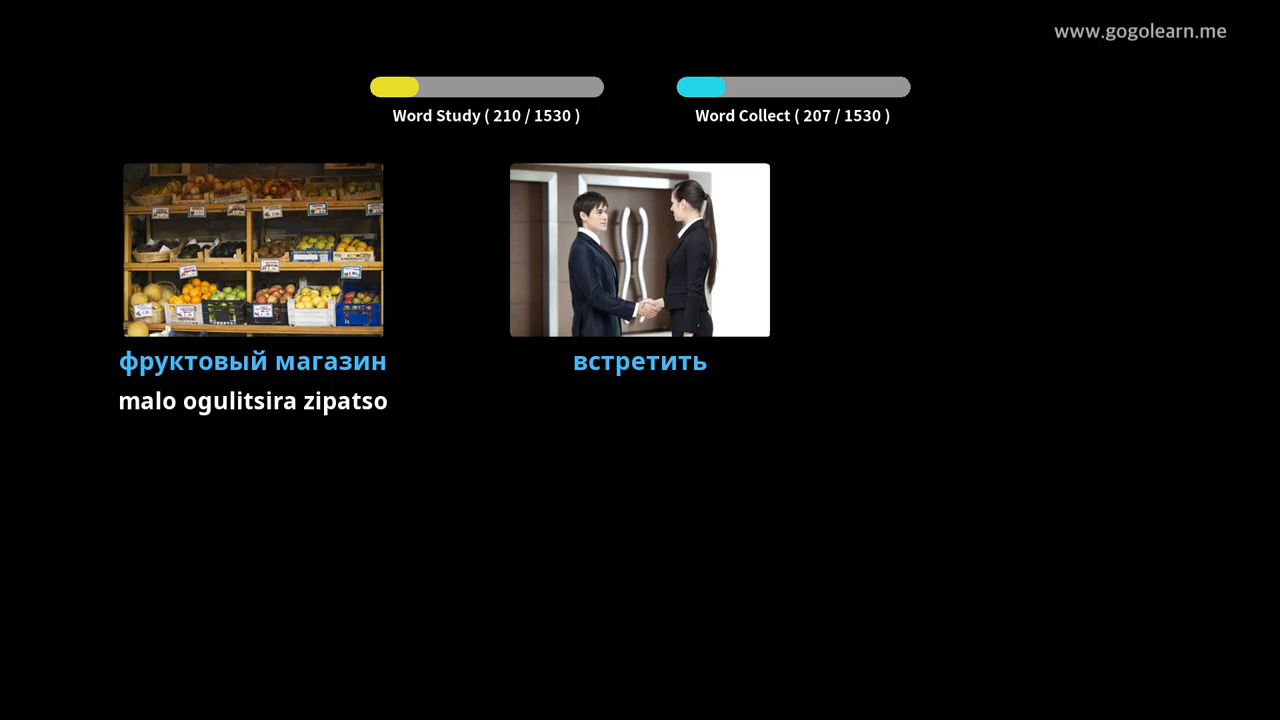 www.gogolearn.me
Word Study ( 210 / 1530 )
Word Collect ( 207 / 1530 )
фруктовый магазин
встретить
malo ogulitsira zipatso